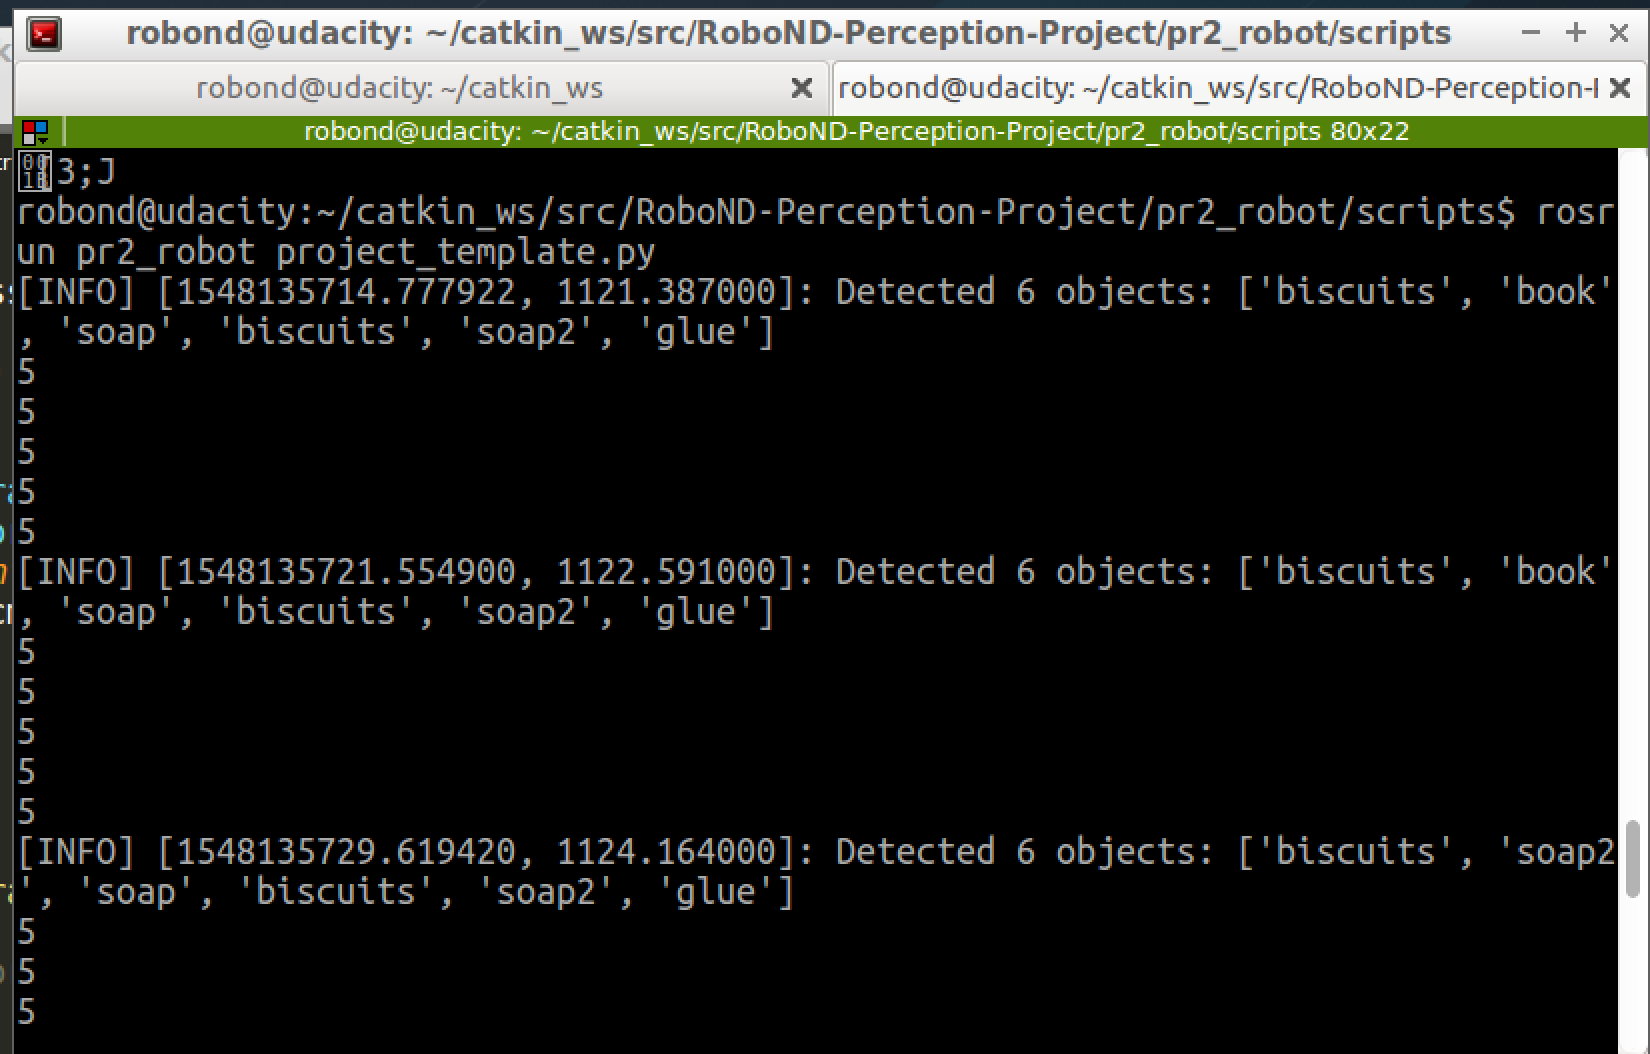 robond@udacity: ~/catkin_ws/src/RoboND-Perception-Project/pr2_robot/scripts
robond@udacity: ~/catkin_ws
robond@udacity: ~/catkin_ws/src/RoboND-Perception-
robond@udacity: ~/catkin_ws/src/RoboND-Perception-Project/pr2_robot/scripts 80x22
[3;J
robond@udacity:~/catkin_ws/src/RoboND-Perception-Project/pr2_robot/scripts$ rosr
un pr2_robot project_template.py
[INFO] [1548135714.777922, 1121.387000]: Detected 6 objects: ['biscuits', 'book'
, 'soap', 'biscuits', 'soap2', 'glue']
5
5
5
5
5
[INFO] [1548135721.554900, 1122.591000]: Detected 6 objects: ['biscuits', 'book'
, 'soap', 'biscuits', 'soap2', 'glue']
5
5
5
5
5
[INFO] [1548135729.619420, 1124.164000]: Detected 6 objects: ['biscuits', 'soap2
', 'soap', 'biscuits', 'soap2', 'glue']
5
5
5